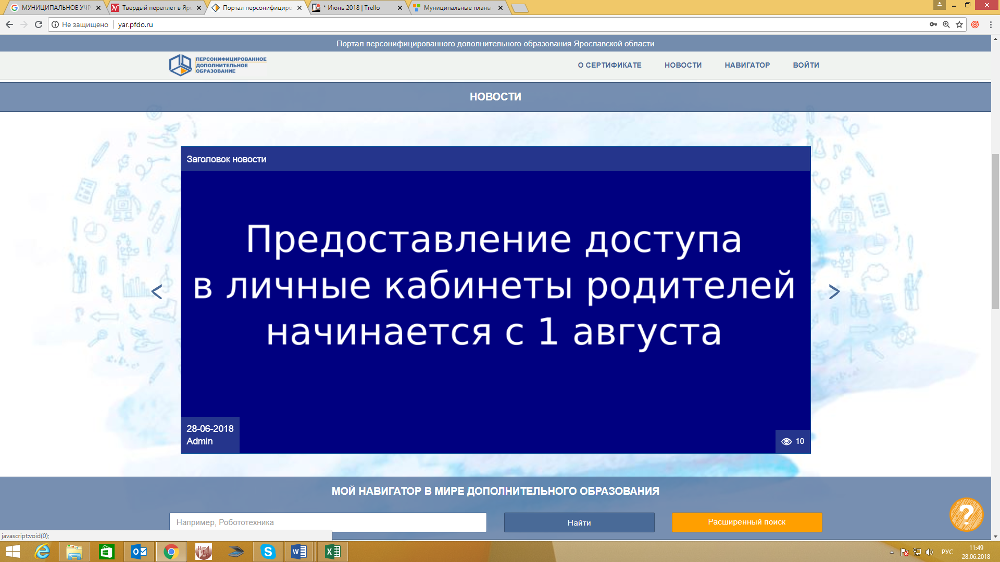 МУНИЦИПАЛЬНОЕ УЧР
Твердый переплет в Яро
Портал персонифициро
* Июнь 2018 | Trello
Муниципальные планы-
Не защищено
yar.pfdo.ru
Портал персонифицированного дополнительного образования Ярославской области
ПЕРСОНИФИЦИРОВАННОЕ
ДОПОЛНИТЕЛЬНОЕ
ОБРАЗОВАНИЕ
О СЕРТИФИКАТЕ
НОВОСТИ
НАВИГАТОР
ВОЙТИ
НОВОСТИ
Заголовок новости
Предоставление доступа
в личные кабинеты родителей
начинается с 1 августа
28-06-2018
Admin
10
МОЙ НАВИГАТОР В МИРЕ ДОПОЛНИТЕЛЬНОГО ОБРАЗОВАНИЯ
Например, Робототехника
Найти
Расширенный поиск
javascript:void(0);
РУС
11:49
28.06.2018